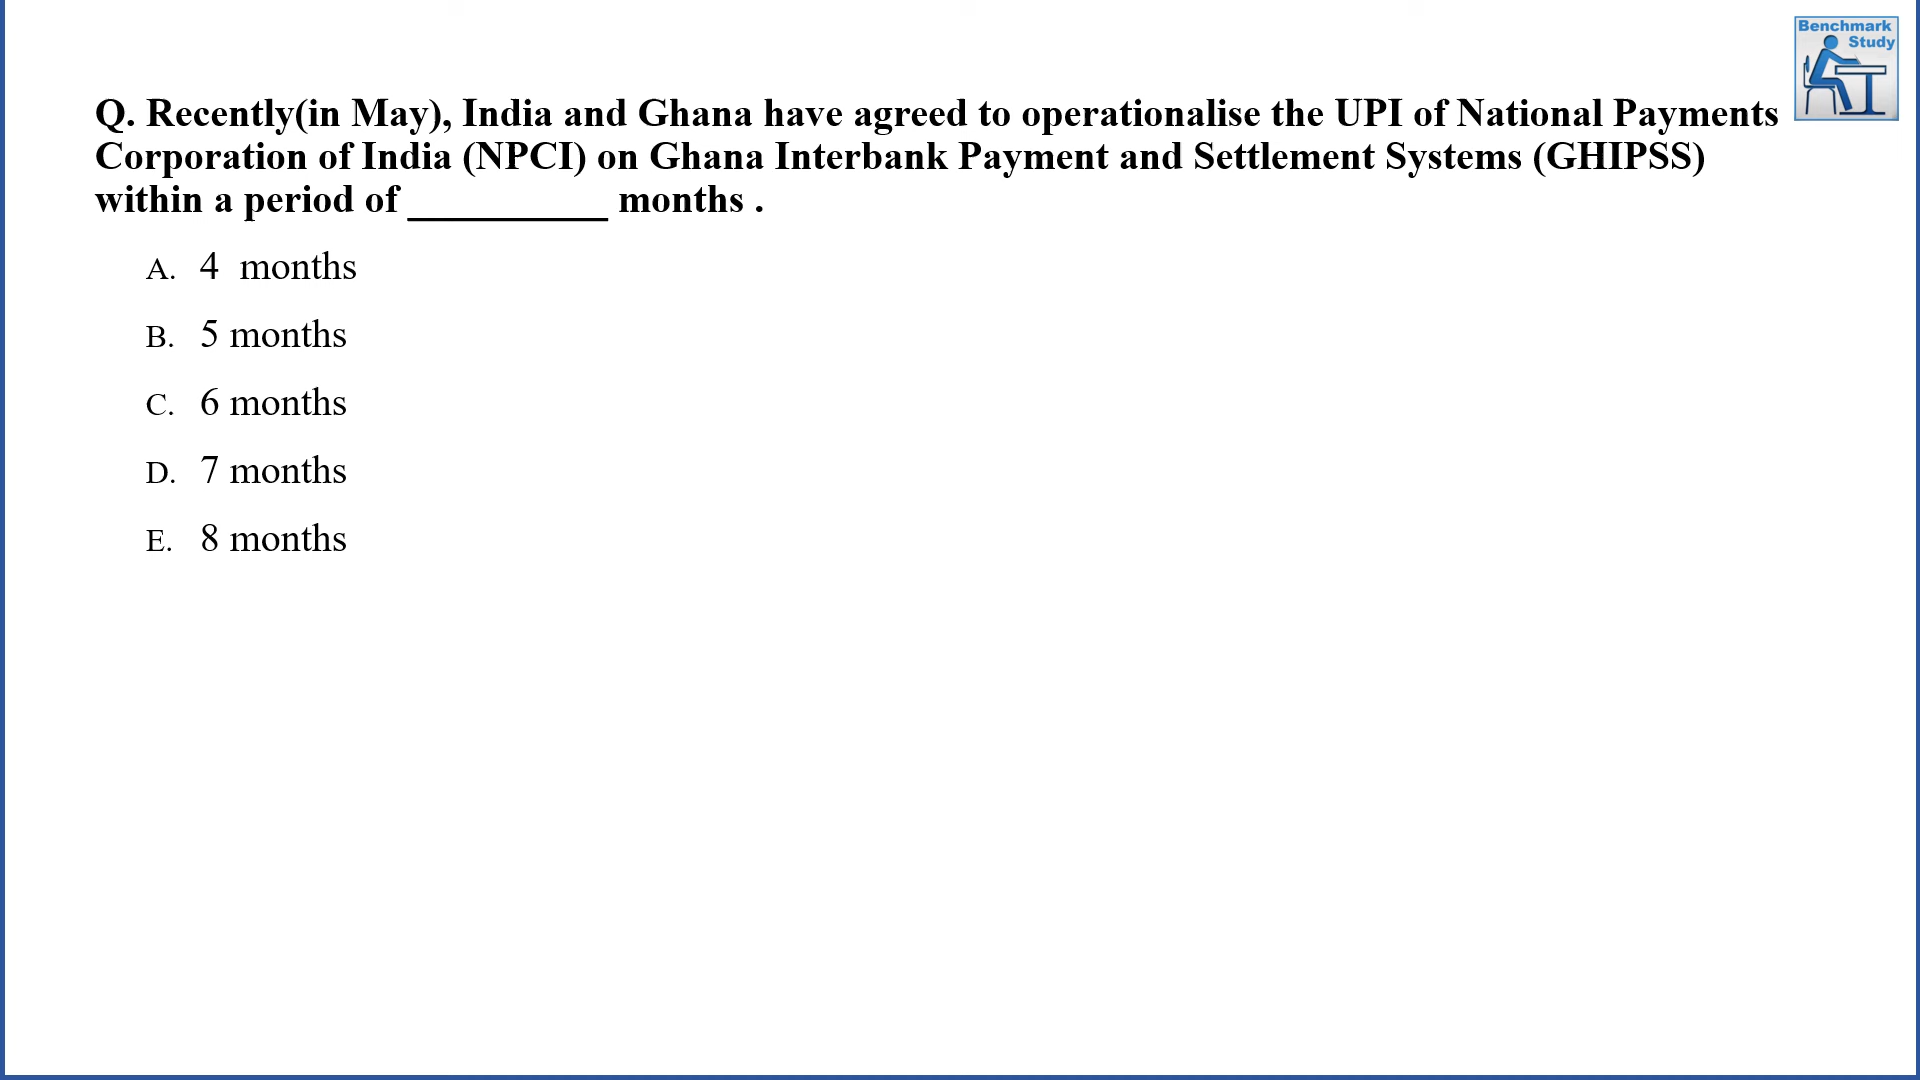 Benchmark
Study
Q. Recently(in May), India and Ghana have agreed to operationalise the UPI of National Payments
Corporation of India (NPCI) on Ghana Interbank Payment and Settlement Systems (GHIPSS)
within a period of __________ months .
A. 4  months
B. 5 months
C. 6 months
D. 7 months
E. 8 months